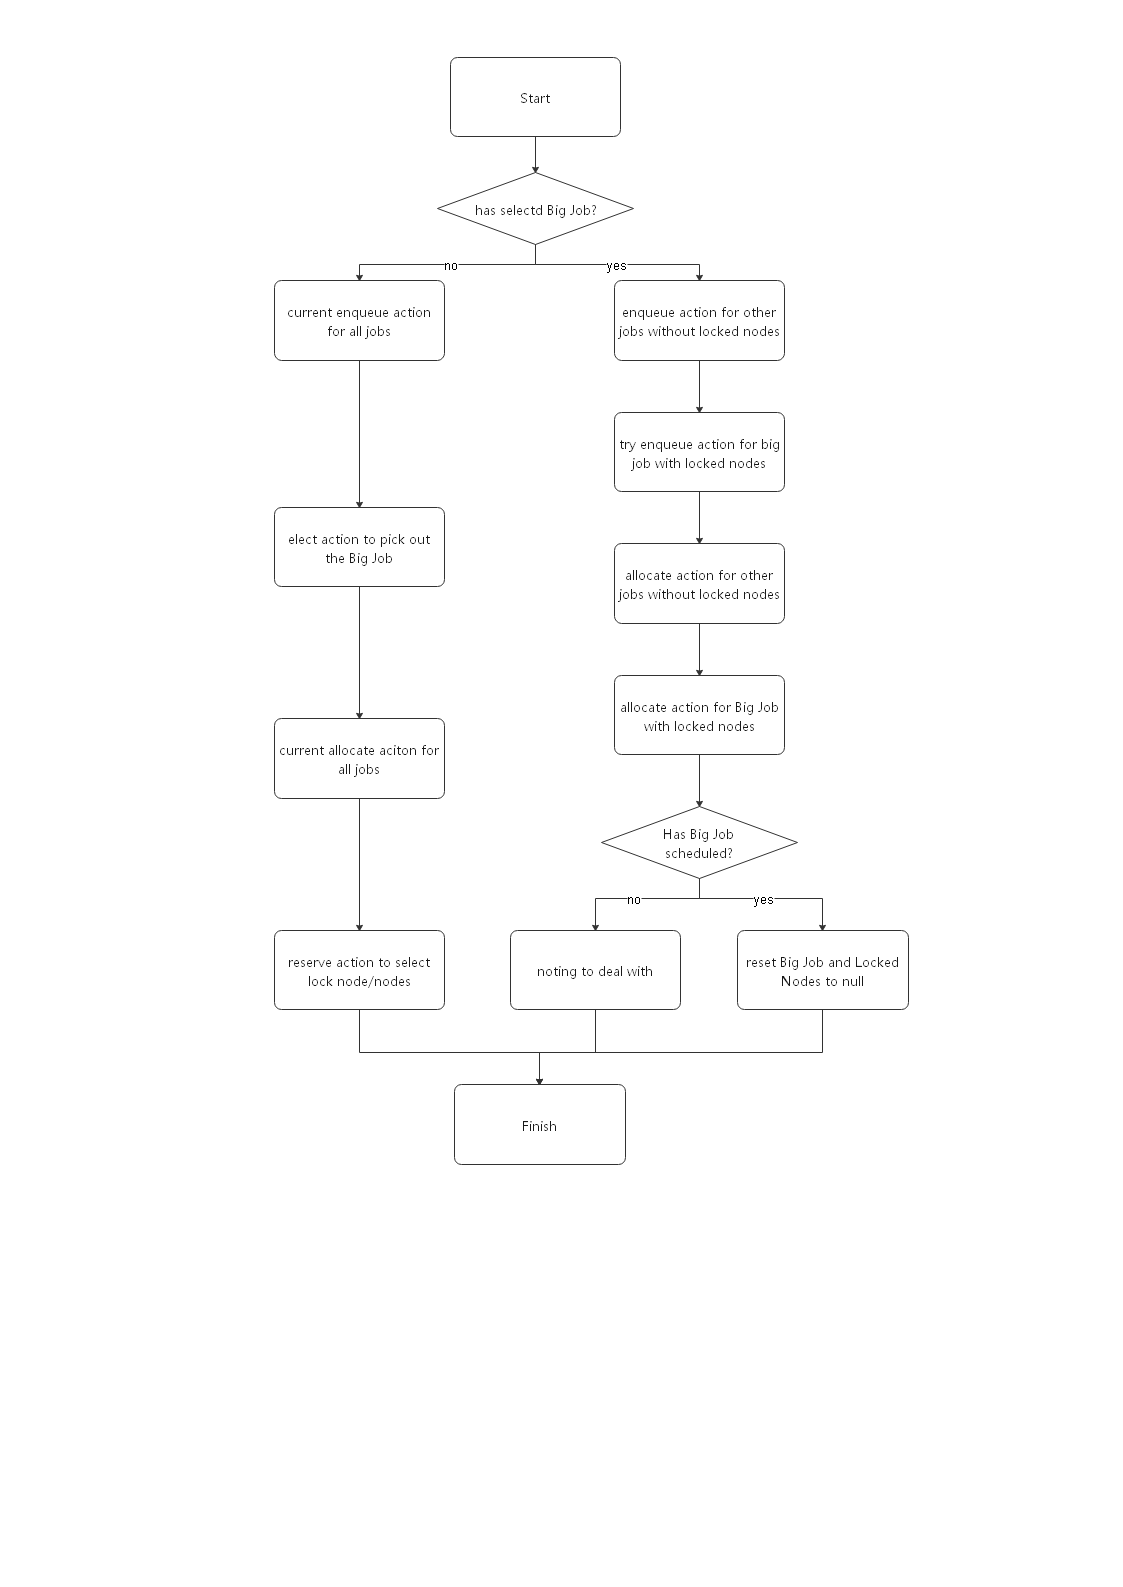 Start
has selectd Big Job?
no
yes
current enqueue action
for all jobs
enqueue action for other
jobs without locked nodes
try enqueue action for big
job with locked nodes
elect action to pick out
the Big Job
allocate action for other
jobs without locked nodes
allocate action for Big Job
with locked nodes
current allocate aciton for
all jobs
Has Big Job
scheduled?
no
yes
reserve action to select
lock node/nodes
noting to deal with
reset Big Job and Locked
Nodes to null
Finish